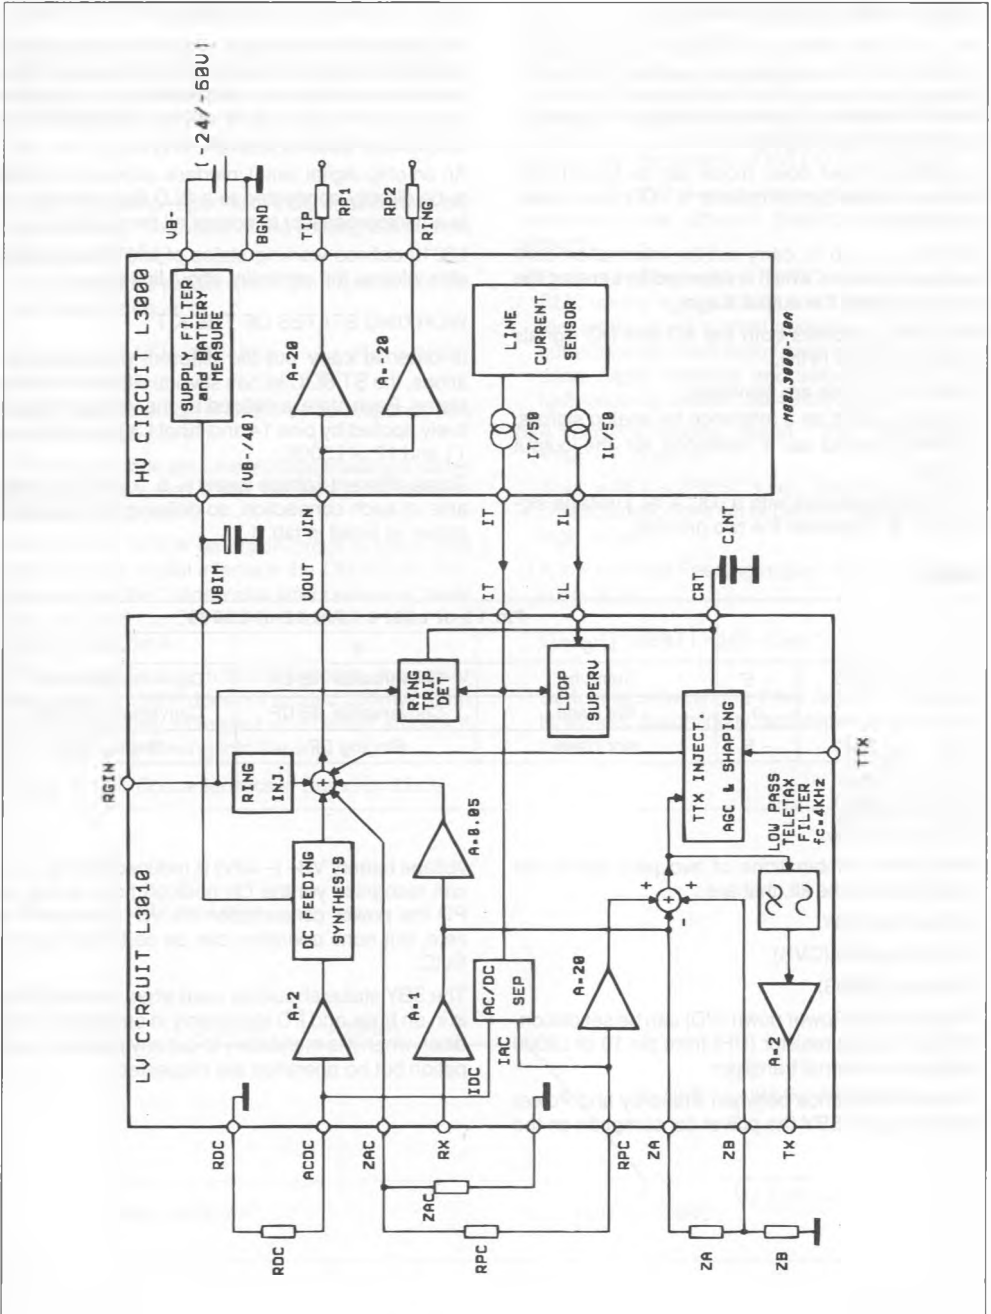 LV CIRCUIT L3010
HV CIRCUIT L3000
RGIN
RDC
RDC
ACDC
ZAC
RX
ZAC
RPC
RPC
ZA
ZB
TX
ZA
ZB
A=2
A=1
IDC
IAC
AC/DC
SEP
A=20
A=2
DC FEEDING
SYNTHESIS
RING
INJ.
+
A=0.05
+
+
+
-
LOW PASS
TELETAX
FILTER
fc=4KHz
TTX
TTX INJECT.
AGC & SHAPING
RING
TRIP
DET
LOOP
SUPERV
VBIM
VOUT
VIN
IT
IT
IL
IL
CRT
CINT
(VB-/40)
SUPPLY FILTER
and BATTERY
MEASURE
A=20
A=-20
IT/50
IL/50
LINE
CURRENT
SENSOR
VB-
(-24/-60V)
BGND
TIP
RP1
RP2
RING
M88L3000 10A